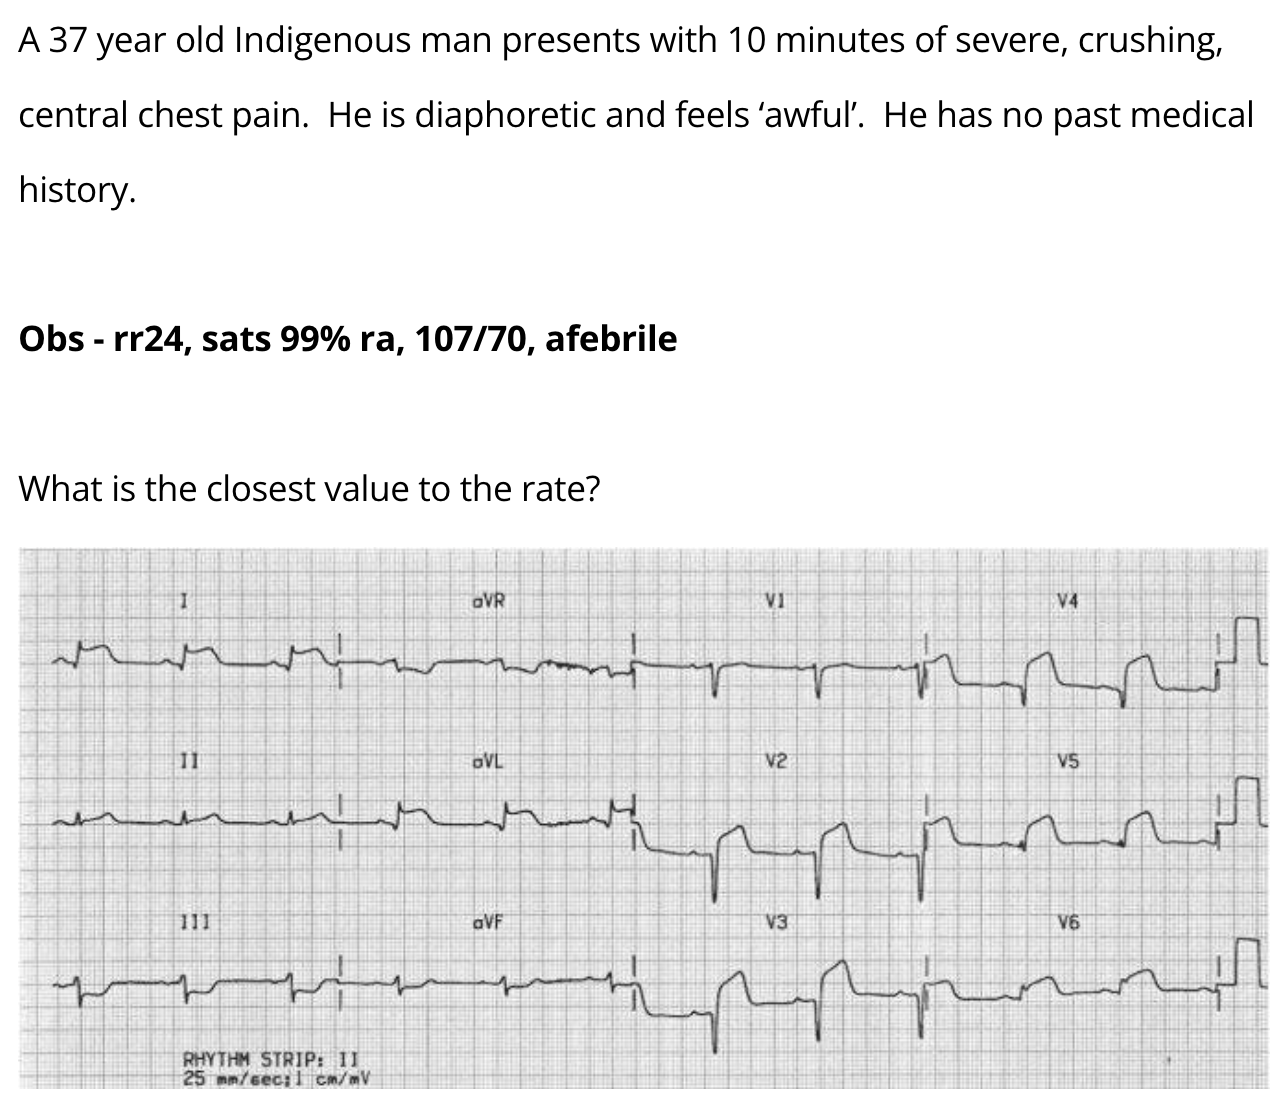 A 37 year old Indigenous man presents with 10 minutes of severe, crushing,
central chest pain.  He is diaphoretic and feels ‘awful’.  He has no past medical
history.
Obs - rr24, sats 99% ra, 107/70, afebrile
What is the closest value to the rate?
I aVR V1 V4
II aVL V2 V5
III aVF V3 V6
RHYTHM STRIP: II
25 mm/sec;1 cm/mV